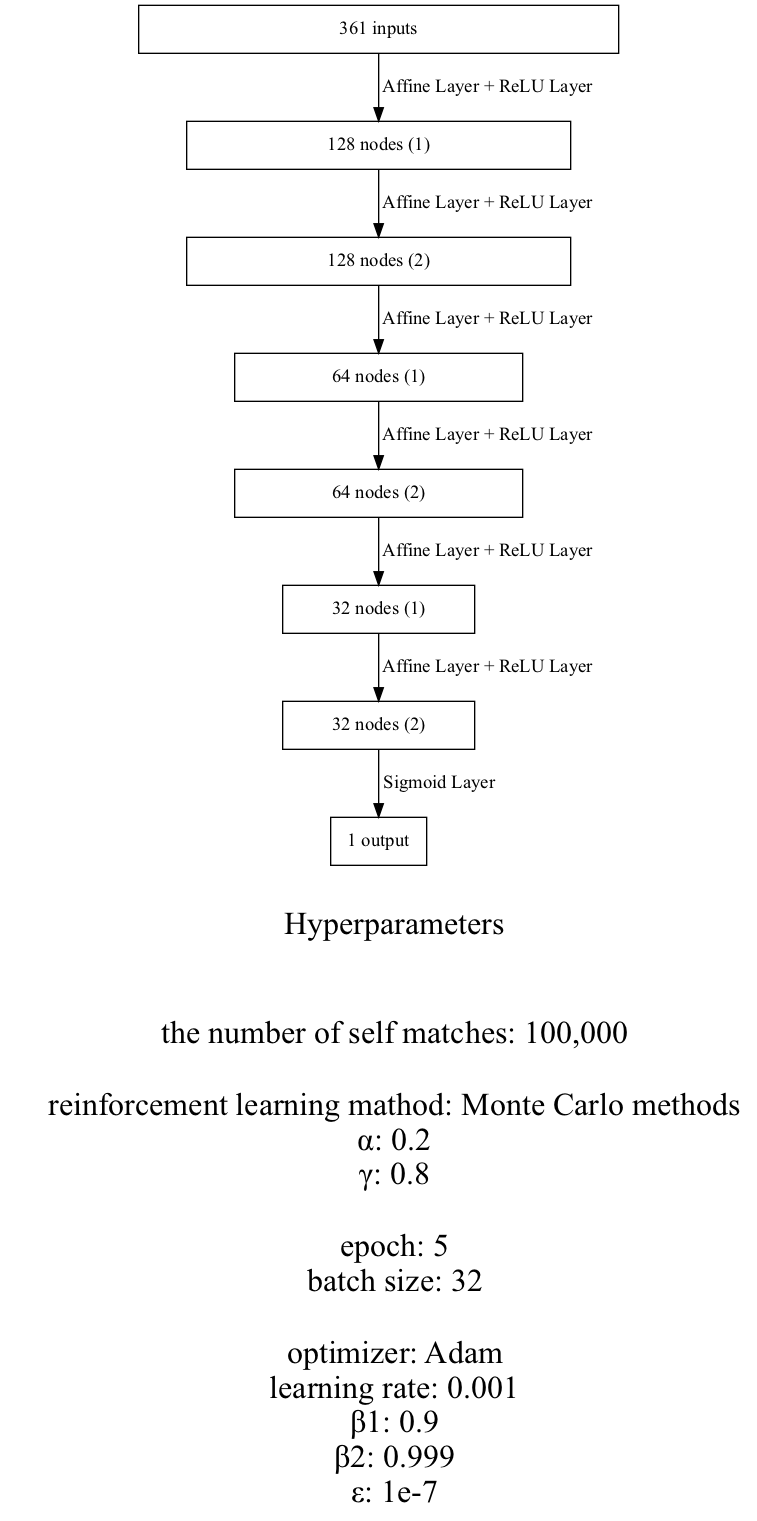 361 inputs
Affine Layer + ReLU Layer
128 nodes (1)
Affine Layer + ReLU Layer
128 nodes (2)
Affine Layer + ReLU Layer
64 nodes (1)
Affine Layer + ReLU Layer
64 nodes (2)
Affine Layer + ReLU Layer
32 nodes (1)
Affine Layer + ReLU Layer
32 nodes (2)
Sigmoid Layer
1 output
Hyperparameters
the number of self matches: 100,000
reinforcement learning mathod: Monte Carlo methods
α: 0.2
γ: 0.8
epoch: 5
batch size: 32
optimizer: Adam
learning rate: 0.001
β1: 0.9
β2: 0.999
ε: 1e-7